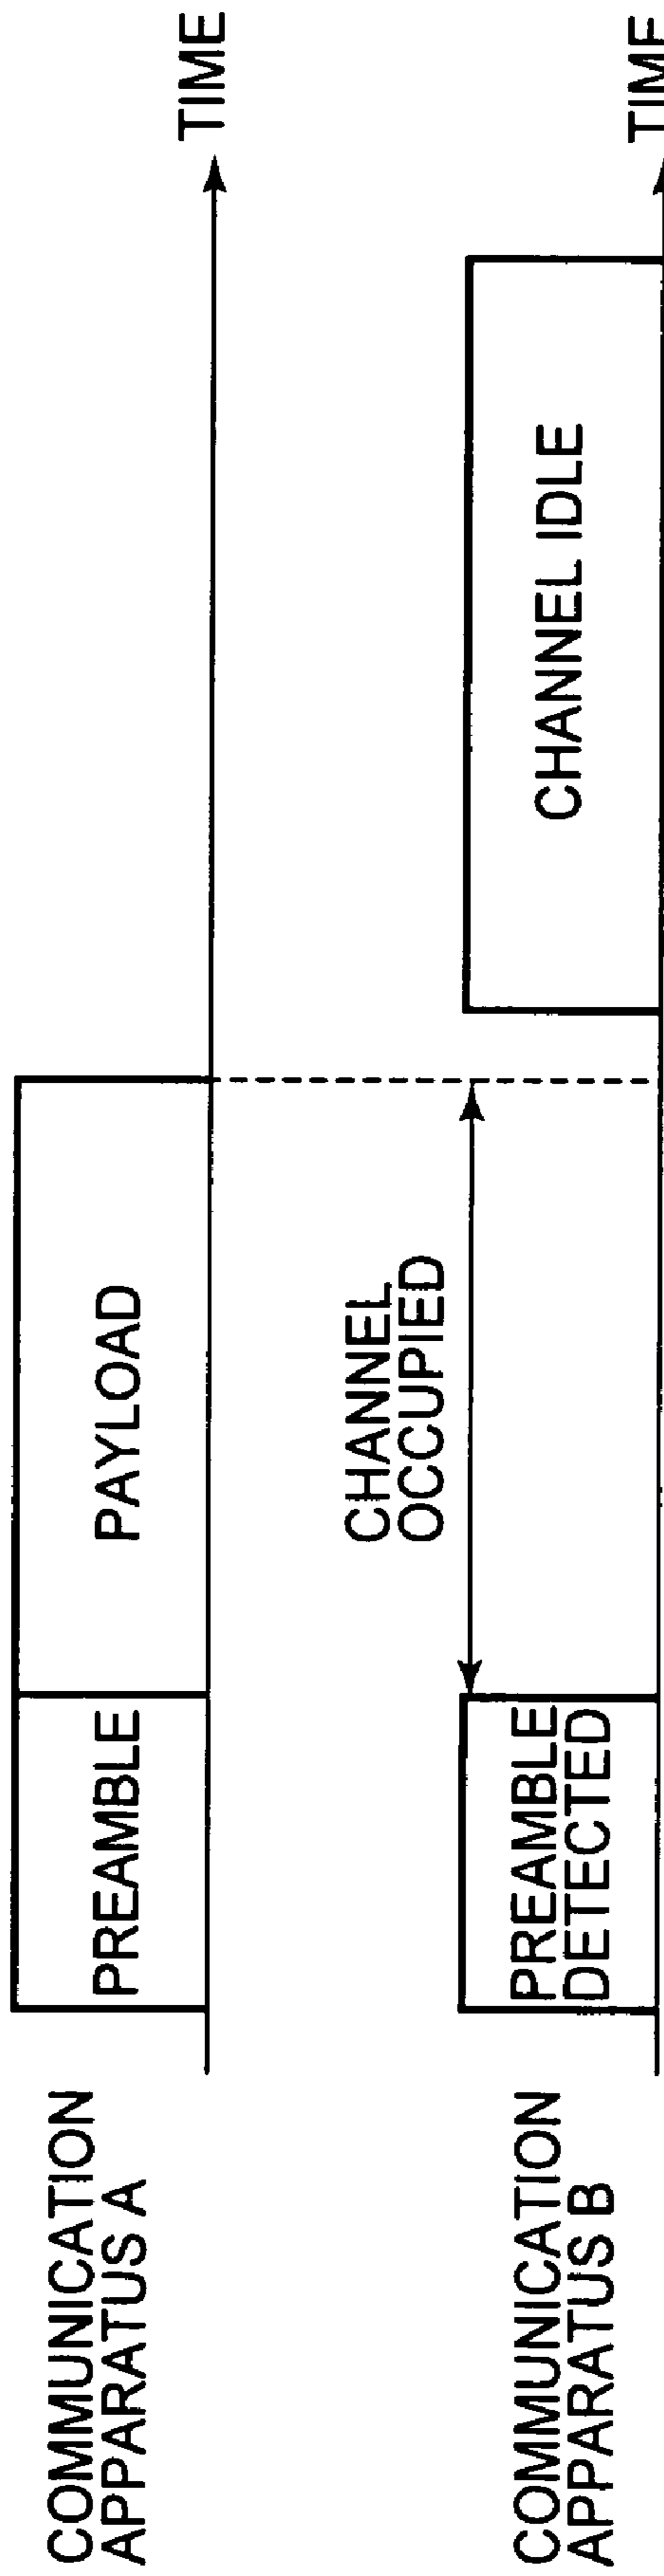 COMMUNICATION
APPARATUS A
PREAMBLE
PAYLOAD
TIME
CHANNEL
OCCUPIED
COMMUNICATION
APPARATUS B
PREAMBLE
DETECTED
CHANNEL IDLE
TIME